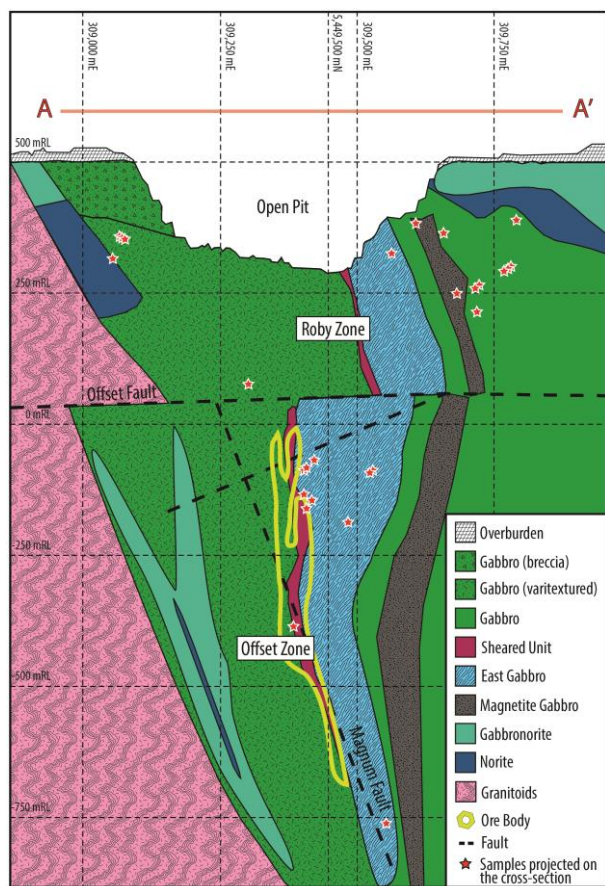 309,000 mE
309,250 mE
5,449,500 mN
309,500 mE
309,750 mE
A
A'
500 mRL
Open Pit
250 mRL
Roby Zone
Offset Fault
0 mRL
250 mRL
Offset Zone
500 mRL
Magnum Fault
750 mRL
Overburden
Gabbro (breccia)
Gabbro (varitextured)
Gabbro
Sheared Unit
East Gabbro
Magnetite Gabbro
Gabbronorite
Norite
Granitoids
Ore Body
Fault
Samples projected on
the cross-section